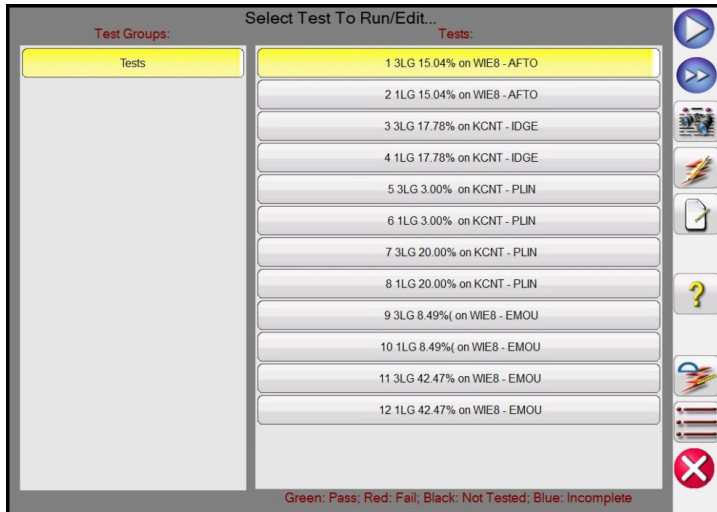 Select Test To Run/Edit...
Test Groups:
Tests:
Tests
1 3LG 15.04% on WIE8 - AFTO
2 1LG 15.04% on WIE8 - AFTO
3 3LG 17.78% on KCNT - IDGE
4 1LG 17.78% on KCNT - IDGE
5 3LG 3.00% on KCNT - PLIN
6 1LG 3.00% on KCNT - PLIN
7 3LG 20.00% on KCNT - PLIN
8 1LG 20.00% on KCNT - PLIN
9 3LG 8.49%( on WIE8 - EMOU
10 1LG 8.49%( on WIE8 - EMOU
11 3LG 42.47% on WIE8 - EMOU
12 1LG 42.47% on WIE8 - EMOU
Green: Pass; Red: Fail; Black: Not Tested; Blue: Incomplete